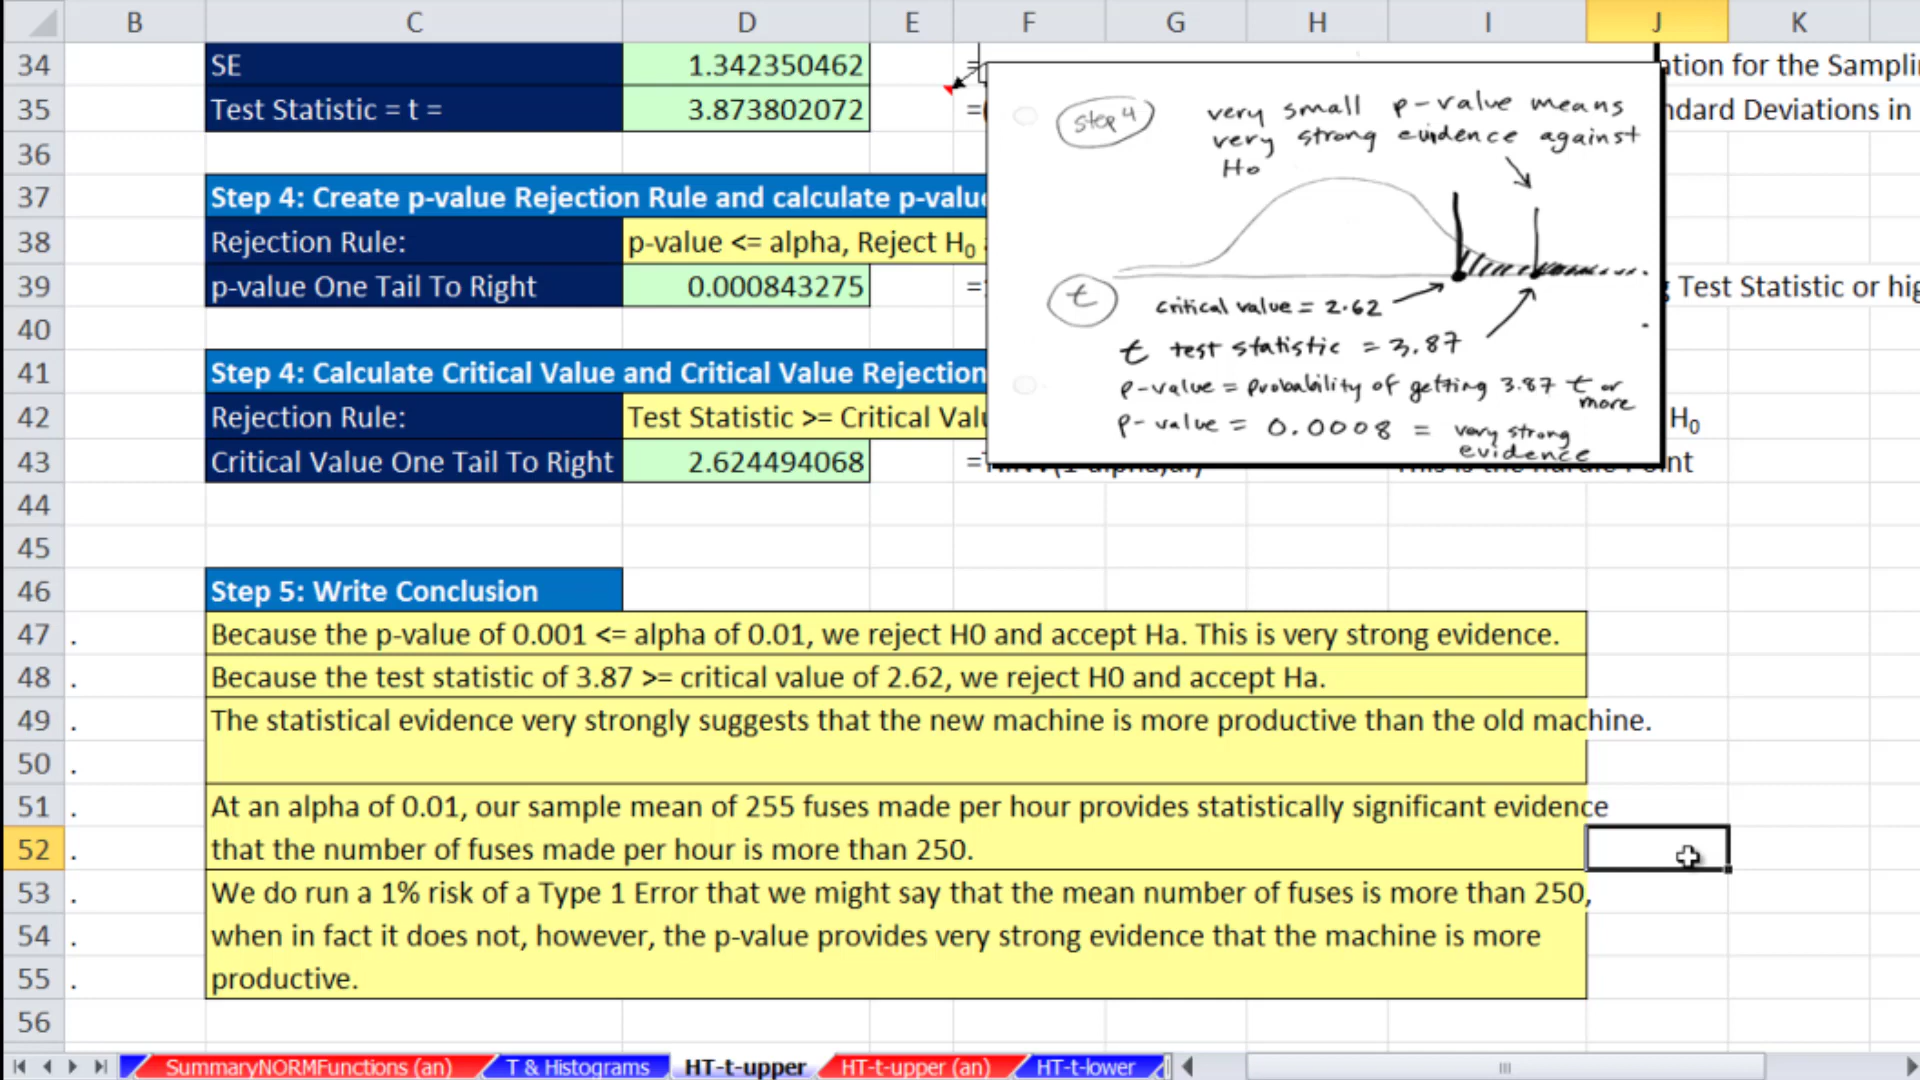 B C D E F G H I J K
34 SE 1.342350462 = ation for the Samplin
35 Test Statistic = t = 3.873802072 =( ndard Deviations in
36
37 Step 4: Create p-value Rejection Rule and calculate p-valu
38 Rejection Rule: p-value <= alpha, Reject H₀
39 p-value One Tail To Right 0.000843275 = g Test Statistic or hig
40
41 Step 4: Calculate Critical Value and Critical Value Rejection
42 Rejection Rule: Test Statistic >= Critical Valu H₀
43 Critical Value One Tail To Right 2.624494068
44
45
46 Step 5: Write Conclusion
47 . Because the p-value of 0.001 <= alpha of 0.01, we reject H0 and accept Ha. This is very strong evidence.
48 . Because the test statistic of 3.87 >= critical value of 2.62, we reject H0 and accept Ha.
49 . The statistical evidence very strongly suggests that the new machine is more productive than the old machine.
50 .
51 . At an alpha of 0.01, our sample mean of 255 fuses made per hour provides statistically significant evidence
52 . that the number of fuses made per hour is more than 250.
53 . We do run a 1% risk of a Type 1 Error that we might say that the mean number of fuses is more than 250,
54 . when in fact it does not, however, the p-value provides very strong evidence that the machine is more
55 . productive.
56
step 4
very small p-value means
very strong evidence against
Ho
t
critical value = 2.62
t test statistic = 3.87
p-value = probability of getting 3.87 t or
more
p-value = 0.0008 = very strong
evidence
SummaryNORMFunctions (an) T & Histograms HT-t-upper HT-t-upper (an) HT-t-lower